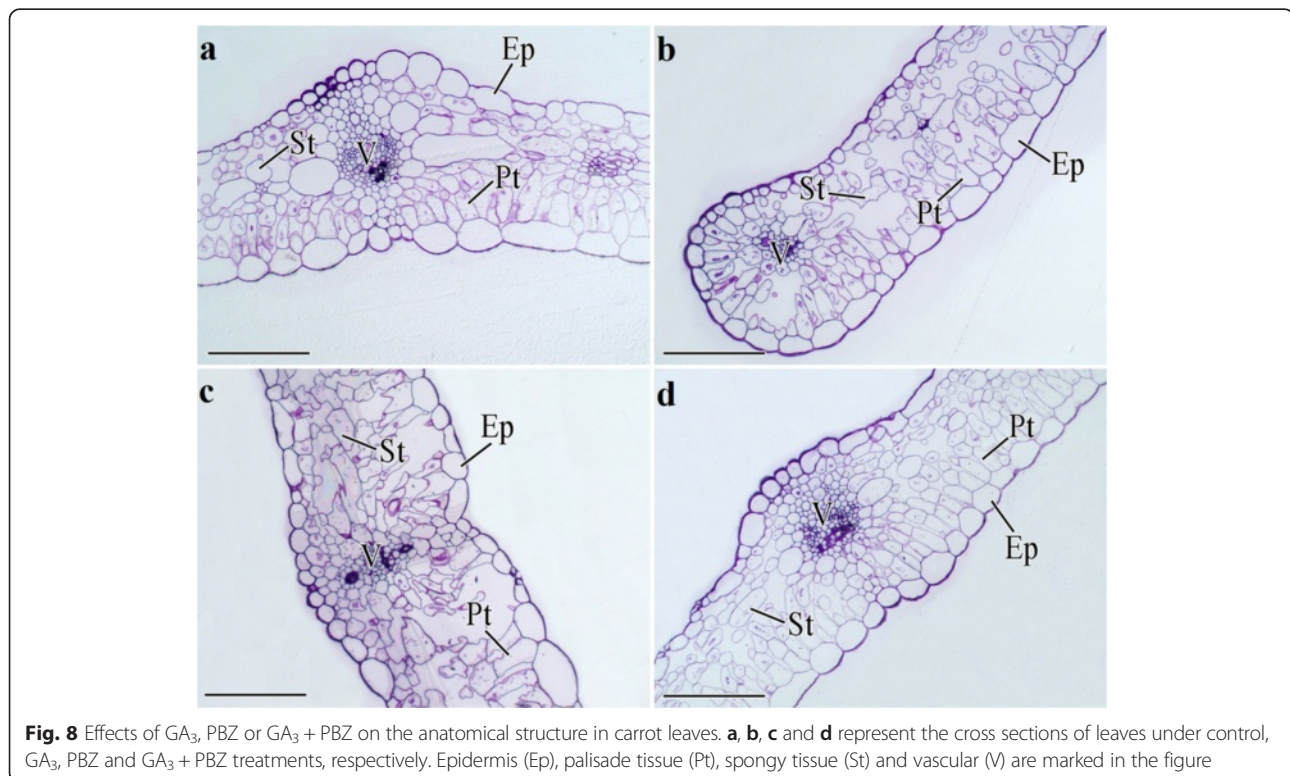 a
Ep
St
V
Pt
b
Ep
St
Pt
V
c
St
Ep
V
Pt
d
Pt
V
Ep
St
Fig. 8 Effects of GA₃, PBZ or GA₃ + PBZ on the anatomical structure in carrot leaves. a, b, c and d represent the cross sections of leaves under control,
GA₃, PBZ and GA₃ + PBZ treatments, respectively. Epidermis (Ep), palisade tissue (Pt), spongy tissue (St) and vascular (V) are marked in the figure